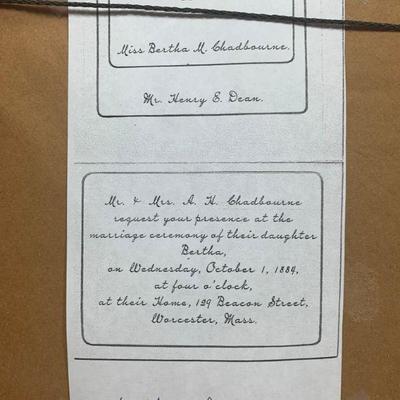 Miss Bertha M. Chadbourne.
Mr. Henry S. Dean.
Mr. & Mrs. A. H. Chadbourne
request your presence at the
marriage ceremony of their daughter
Bertha,
on Wednesday, October 1, 1884,
at four o'clock,
at their Home, 129 Beacon Street,
Worcester, Mass.